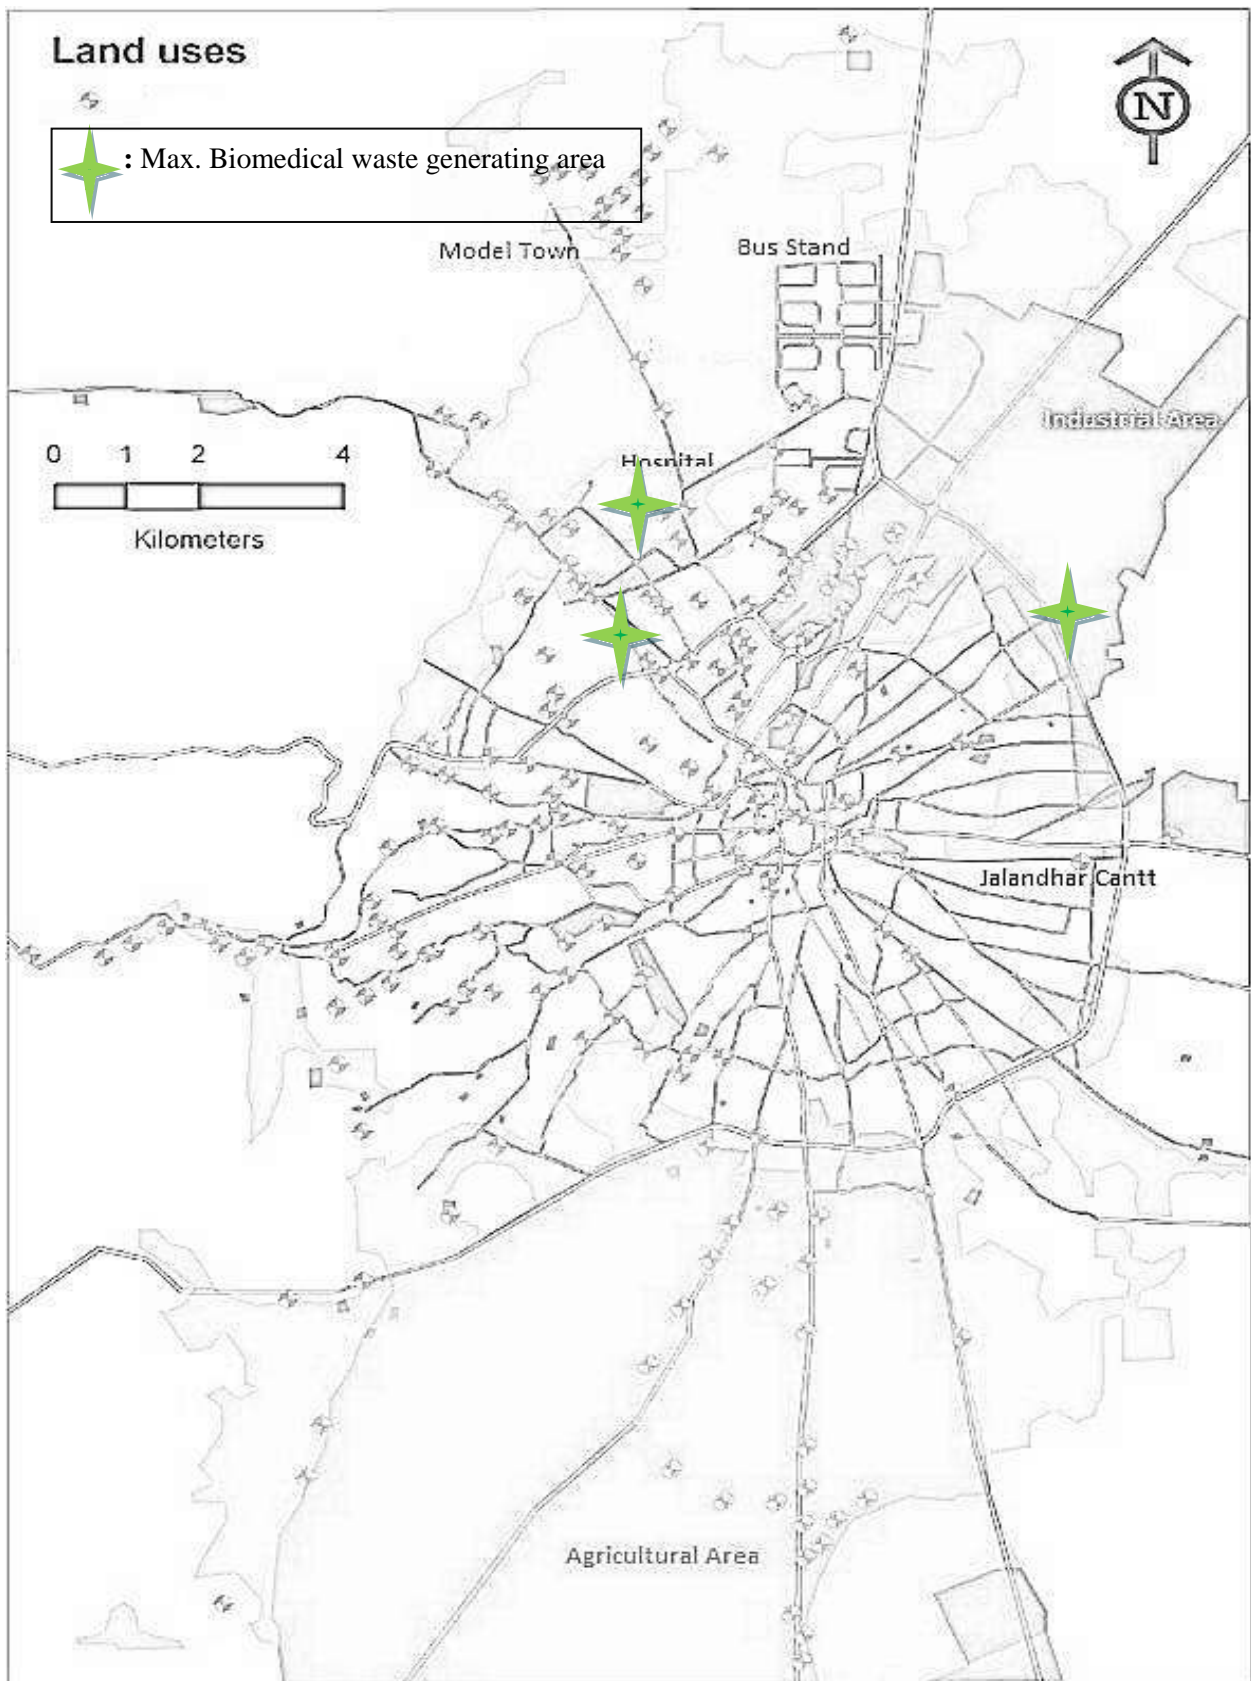 Land uses
N
: Max. Biomedical waste generating area
Model Town
Bus Stand
Industrial Area
0 1 2 4
Kilometers
Hospital
Jalandhar Cantt
Agricultural Area